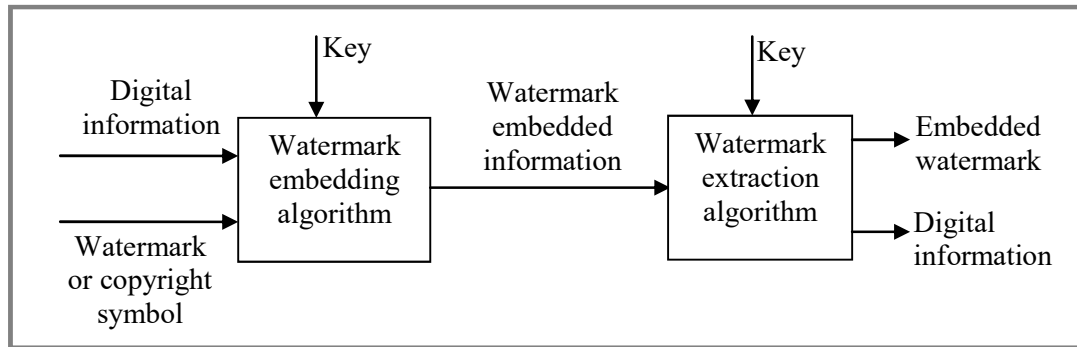 Key
Key
Digital
information
Watermark
embedding
algorithm
Watermark
or copyright
symbol
Watermark
embedded
information
Watermark
extraction
algorithm
Embedded
watermark
Digital
information